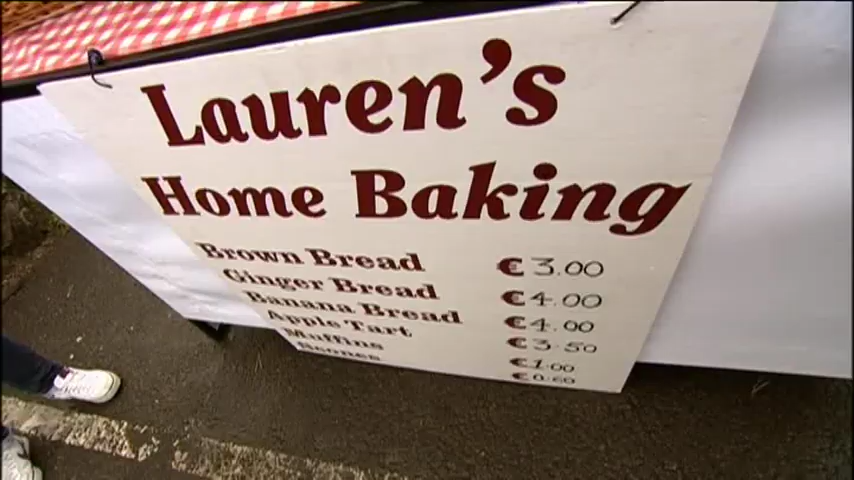 Lauren's
Home Baking
Brown Bread €3.00
Ginger Bread €4.00
Banana Bread €4.00
Apple Tart €3.50
Muffins €1.00
Scones